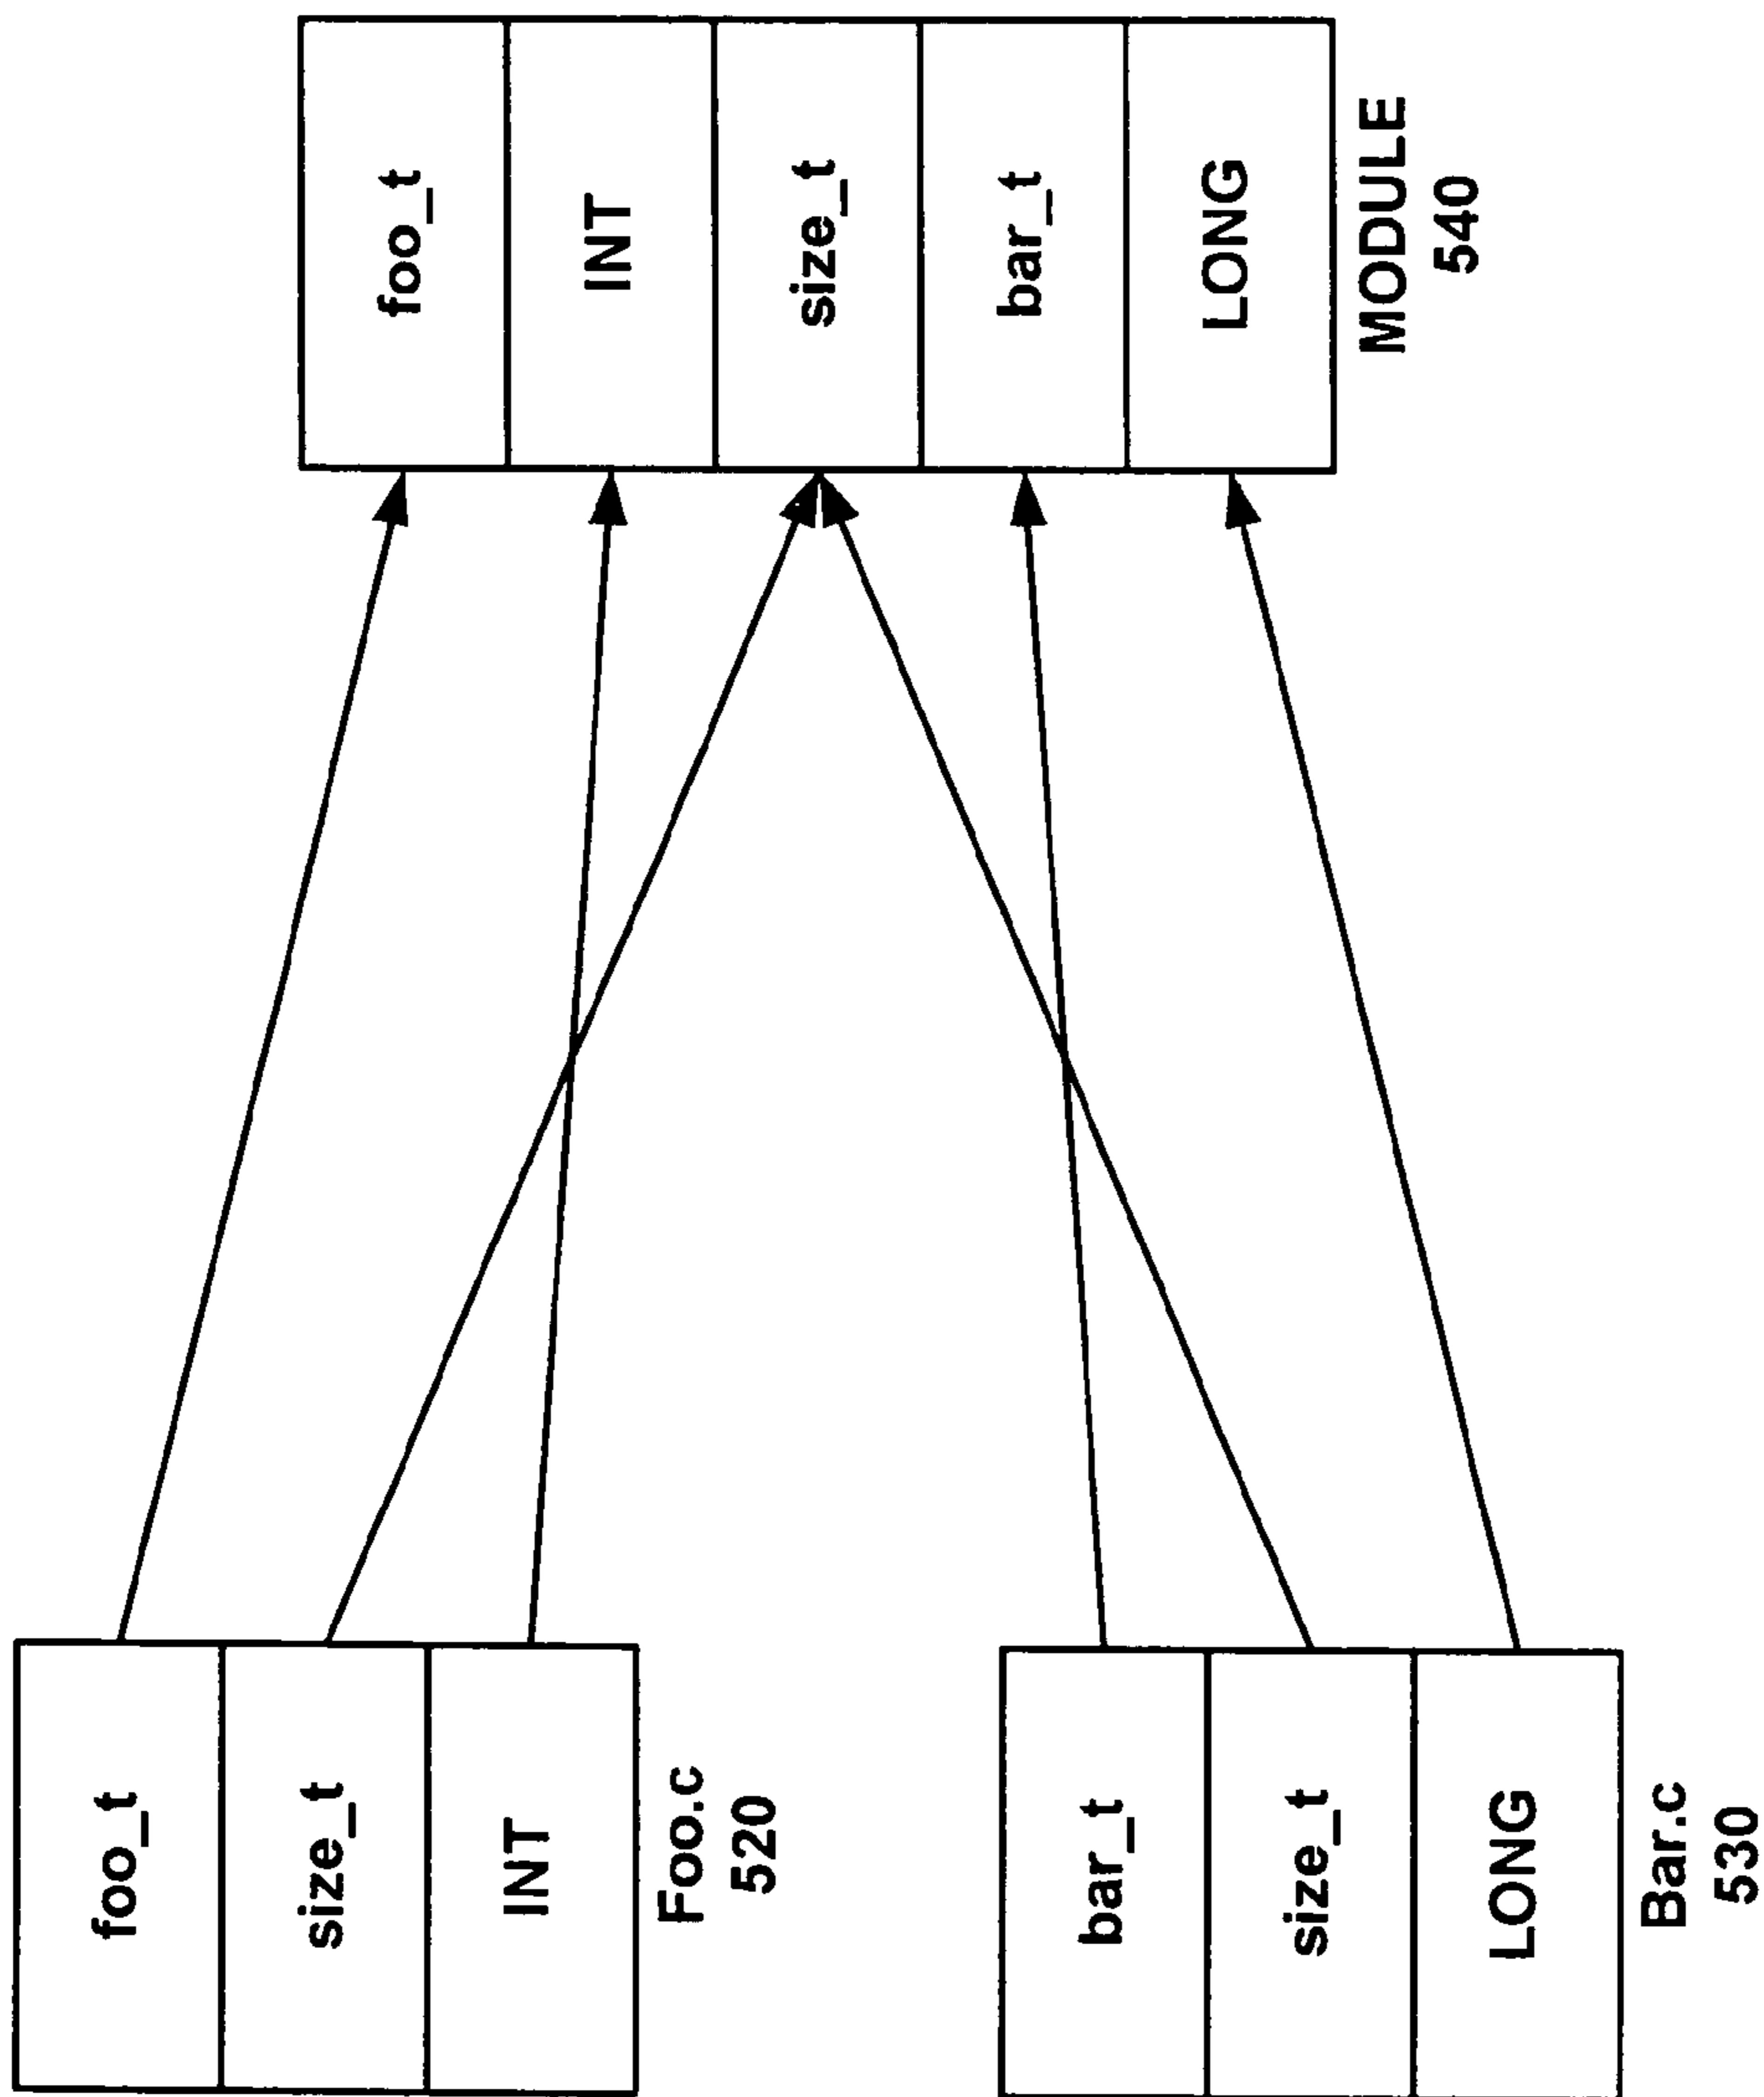 foo_t
size_t
INT
Foo.c
520
bar_t
size_t
LONG
Bar.c
530
foo_t
INT
size_t
bar_t
LONG
MODULE
540